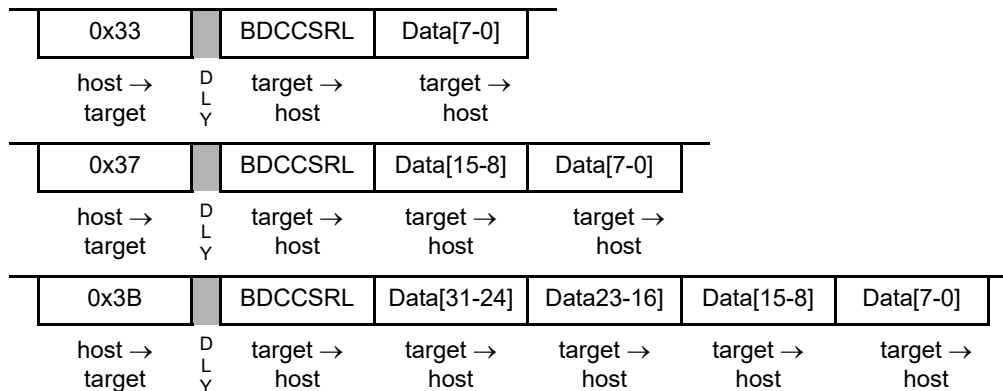 0x33 BDCCSRL Data[7-0]
host → D target → target →
L
target Y host host
0x37 BDCCSRL Data[15-8] Data[7-0]
host → D target → target → target →
L
target Y host host host
0x3B BDCCSRL Data[31-24] Data23-16] Data[15-8] Data[7-0]
host → D target → target → target → target →
L
target Y host host host host